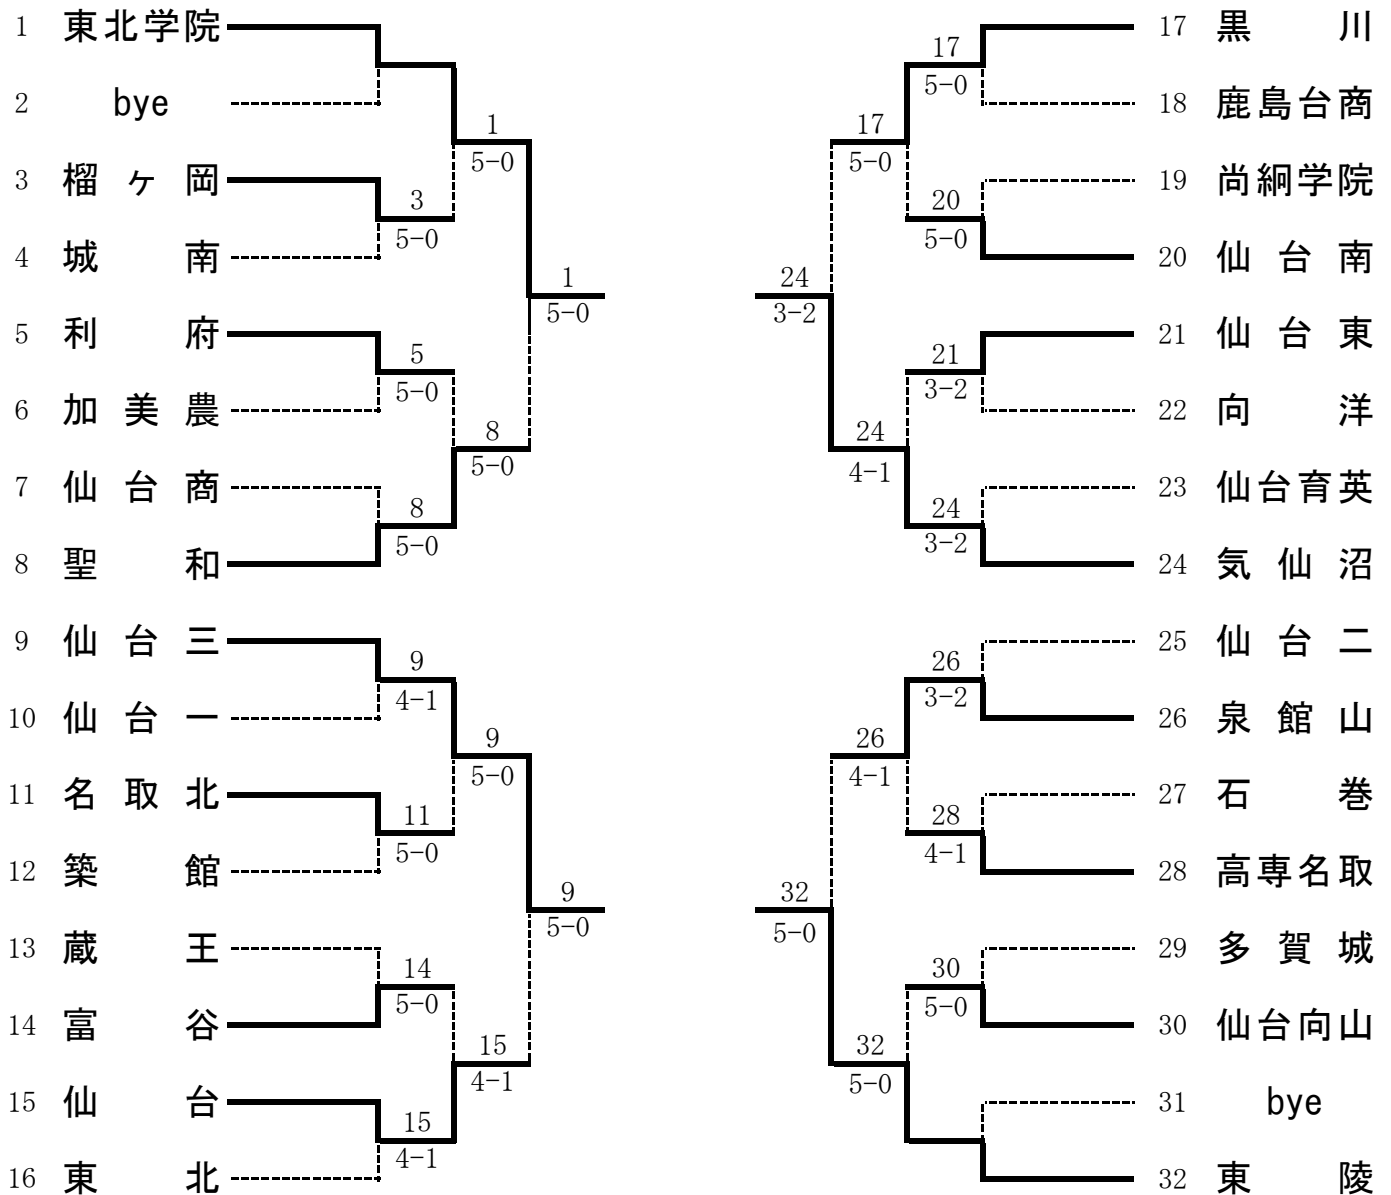 1 東北学院
2 bye
3 榴ヶ岡
4 城南
5 利府
6 加美農
7 仙台商
8 聖和
9 仙台三
10 仙台一
11 名取北
12 築館
13 蔵王
14 富谷
15 仙台
16 東北
3
5-0
5
5-0
8
5-0
9
4-1
11
5-0
14
5-0
15
4-1
1
5-0
8
5-0
9
5-0
15
4-1
1
5-0
9
5-0
24
3-2
32
5-0
17
5-0
24
4-1
26
4-1
32
5-0
17
5-0
20
5-0
21
3-2
24
3-2
26
3-2
28
4-1
30
5-0
17 黒川
18 鹿島台商
19 尚絅学院
20 仙台南
21 仙台東
22 向洋
23 仙台育英
24 気仙沼
25 仙台二
26 泉館山
27 石巻
28 高専名取
29 多賀城
30 仙台向山
31 bye
32 東陵